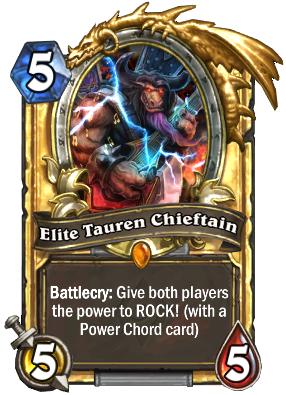 5
Elite Tauren Chieftain
Battlecry: Give both players
the power to ROCK! (with a
Power Chord card)
5
5